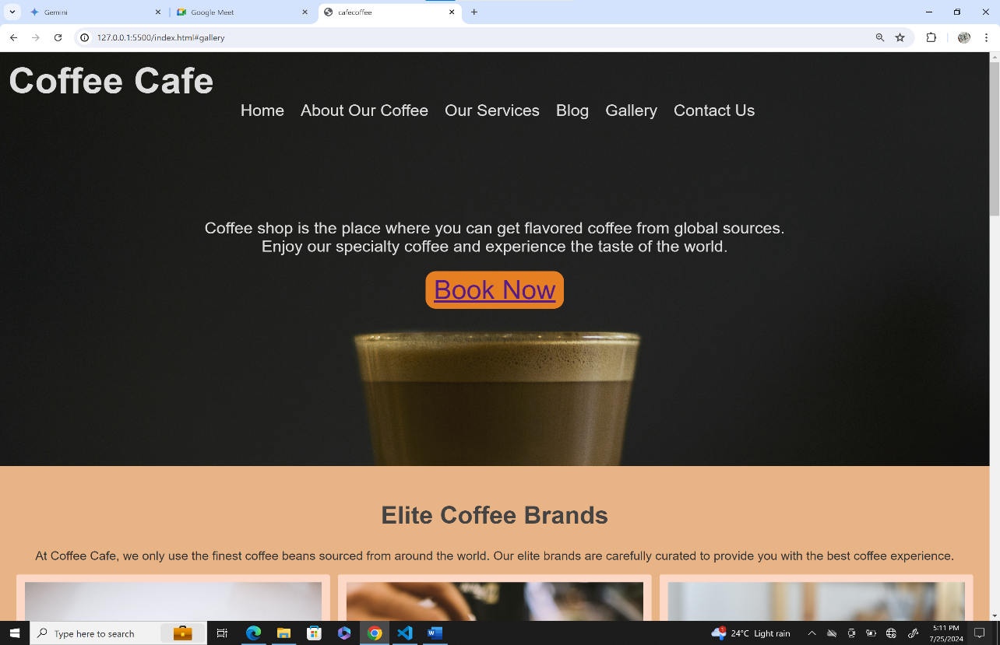 Gemini
Google Meet
cafecoffee
127.0.0.1:5500/index.html#gallery
Coffee Cafe
Home About Our Coffee Our Services Blog Gallery Contact Us
Coffee shop is the place where you can get flavored coffee from global sources.
Enjoy our specialty coffee and experience the taste of the world.
Book Now
Elite Coffee Brands
At Coffee Cafe, we only use the finest coffee beans sourced from around the world. Our elite brands are carefully curated to provide you with the best coffee experience.
Type here to search
1
24°C Light rain
5:11 PM
7/25/2024